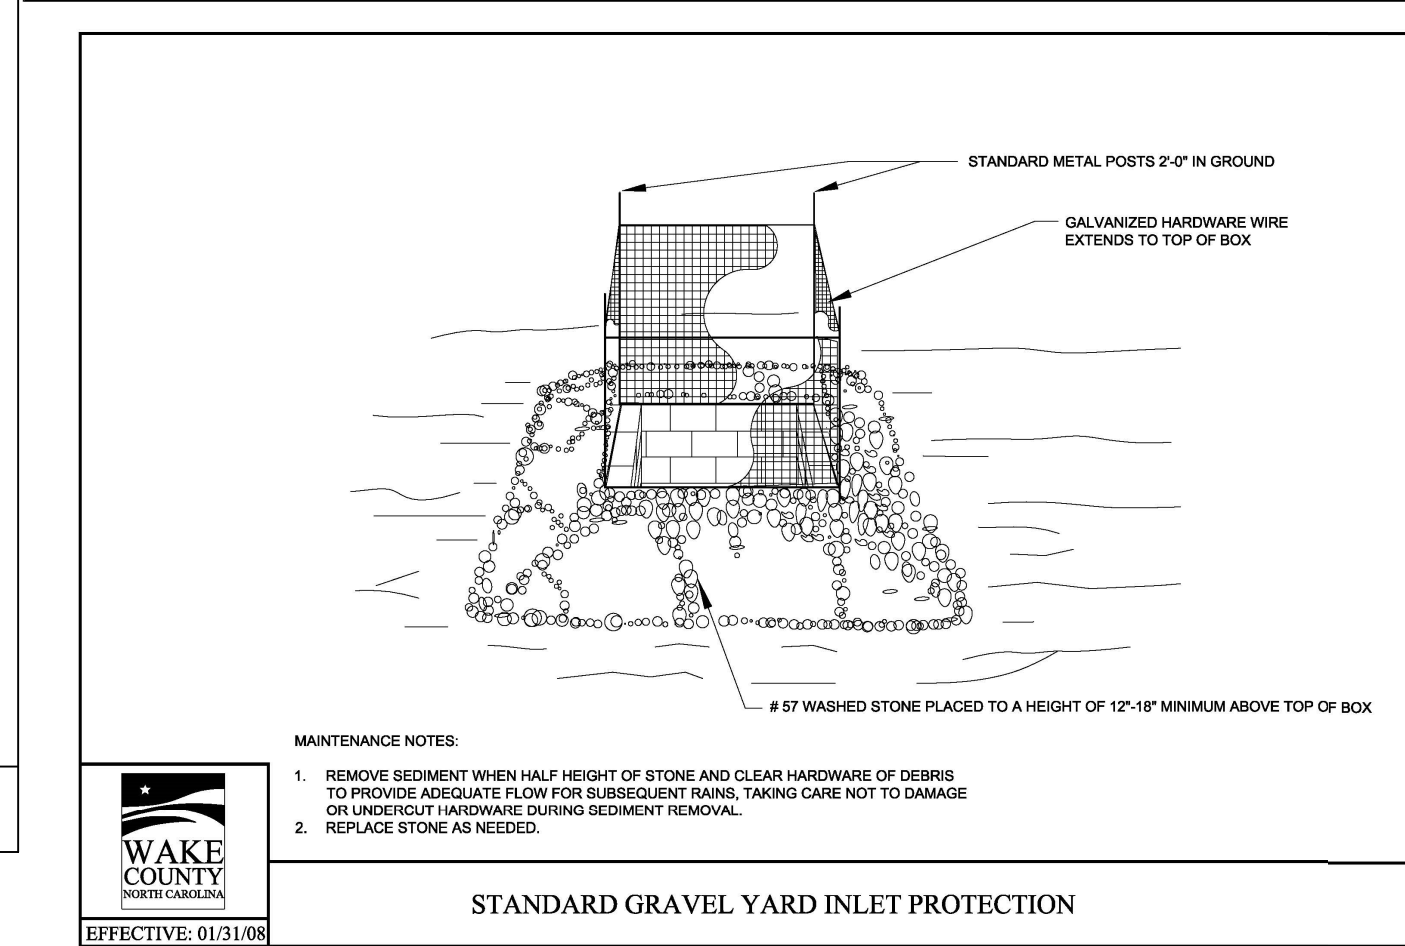 STANDARD METAL POSTS 2'-0" IN GROUND
GALVANIZED HARDWARE WIRE
EXTENDS TO TOP OF BOX
# 57 WASHED STONE PLACED TO A HEIGHT OF 12"-18" MINIMUM ABOVE TOP OF BOX
MAINTENANCE NOTES:
1. REMOVE SEDIMENT WHEN HALF HEIGHT OF STONE AND CLEAR HARDWARE OF DEBRIS
TO PROVIDE ADEQUATE FLOW FOR SUBSEQUENT RAINS, TAKING CARE NOT TO DAMAGE
OR UNDERCUT HARDWARE DURING SEDIMENT REMOVAL.
2. REPLACE STONE AS NEEDED.
WAKE
COUNTY
NORTH CAROLINA
EFFECTIVE: 01/31/08
STANDARD GRAVEL YARD INLET PROTECTION